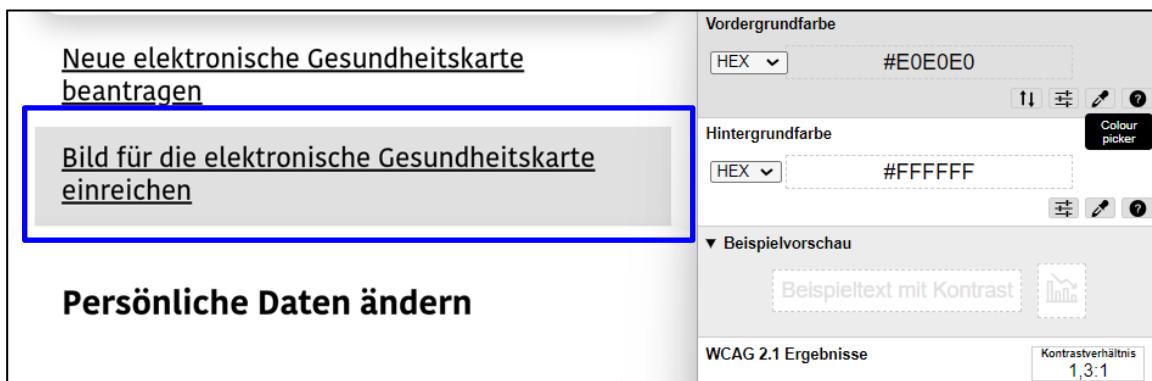 Neue elektronische Gesundheitskarte
beantragen
Bild für die elektronische Gesundheitskarte
einreichen
Persönliche Daten ändern
Vordergrundfarbe
HEX
#E0E0E0
?
Colour
picker
Hintergrundfarbe
HEX
#FFFFFF
?
▼ Beispielvorschau
Beispieltext mit Kontrast
WCAG 2.1 Ergebnisse
Kontrastverhältnis
1,3:1